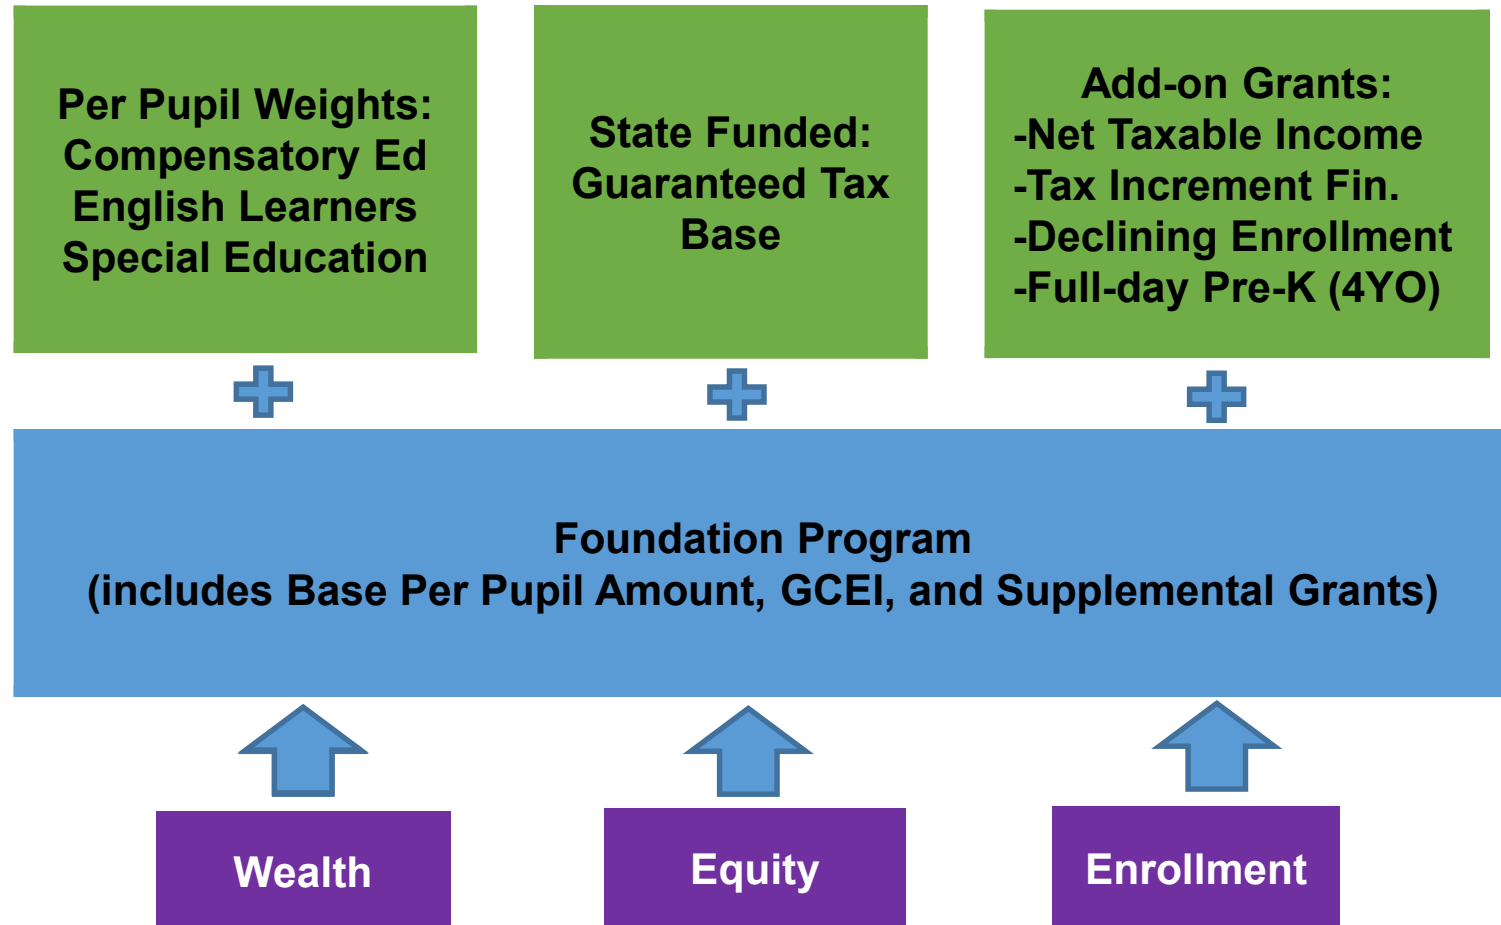 Per Pupil Weights:
Compensatory Ed
English Learners
Special Education
State Funded:
Guaranteed Tax
Base
Add-on Grants:
-Net Taxable Income
-Tax Increment Fin.
-Declining Enrollment
-Full-day Pre-K (4YO)
Foundation Program
(includes Base Per Pupil Amount, GCEI, and Supplemental Grants)
Wealth
Equity
Enrollment